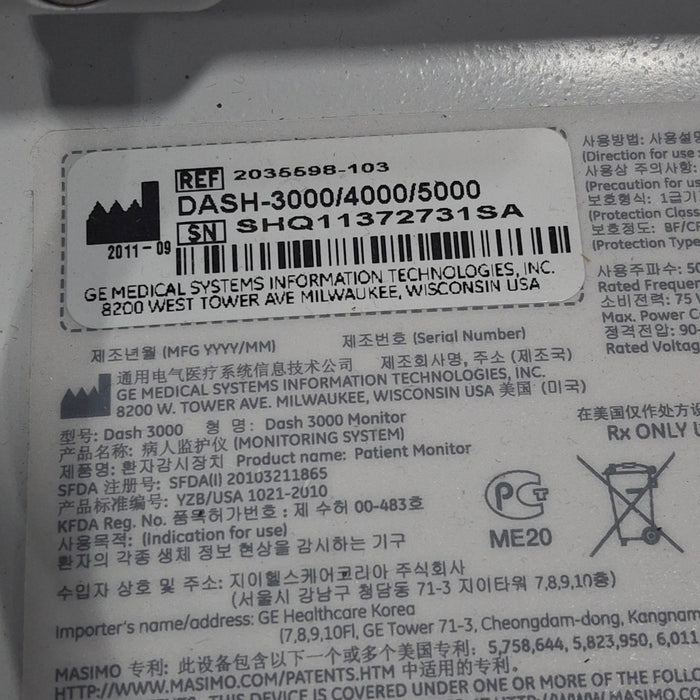 REF 2035598-103
DASH-3000/4000/5000
SN SHQ11372731SA
2011-09
GE MEDICAL SYSTEMS INFORMATION TECHNOLOGIES, INC.
8200 WEST TOWER AVE MILWAUKEE, WISCONSIN USA
사용방법: 사용설명
(Direction for use
사용상 주의사항:
(Precaution for use
보호형식: 1급기
(Protection Class
보호정도: BF/CF
(Protection Type
사용주파수: 50
Rated Frequen
소비전력: 75
Max. Power Co
정격전압: 90
Rated Voltag
제조년월 (MFG YYYY/MM) 제조번호 (Serial Number)
通用电气医疗系统信息技术公司 제조회사명, 주소 (제조국)
GE MEDICAL SYSTEMS INFORMATION TECHNOLOGIES, INC.
8200 W. TOWER AVE. MILWAUKEE, WISCONSIN USA 美国 (미국)
型号: Dash 3000 형 명: Dash 3000 Monitor
产品名称: 病人监护仪 (MONITORING SYSTEM)
제품명: 환자감시장치 Product name: Patient Monitor
SFDA 注册号: SFDA(I) 20103211865
产品标准编号: YZB/USA 1021-2010
KFDA Reg. No. 품목허가번호: 제 수허 00-483호
사용목적: (Indication for use)
환자의 각종 생체 정보 현상을 감시하는 기구
在美国仅作处方设
Rx ONLY U
PCT
ME20
수입자 상호 및 주소: 지이헬스케어코리아 주식회사
(서울시 강남구 청담동 71-3 지이타워 7,8,9,10층)
Importer's name/address: GE Healthcare Korea
(7,8,9,10Fl, GE Tower 71-3, Cheongdam-dong, Kangnam
MASIMO 专利: 此设备包含以下一个或多个美国专利: 5,758,644, 5,823,950, 6,011
HTTP://WWW.MASIMO.COM/PATENTS.HTM 中适用的专利。
THIS DEVICE IS COVERED UNDER ONE OR MORE OF THE FOLL